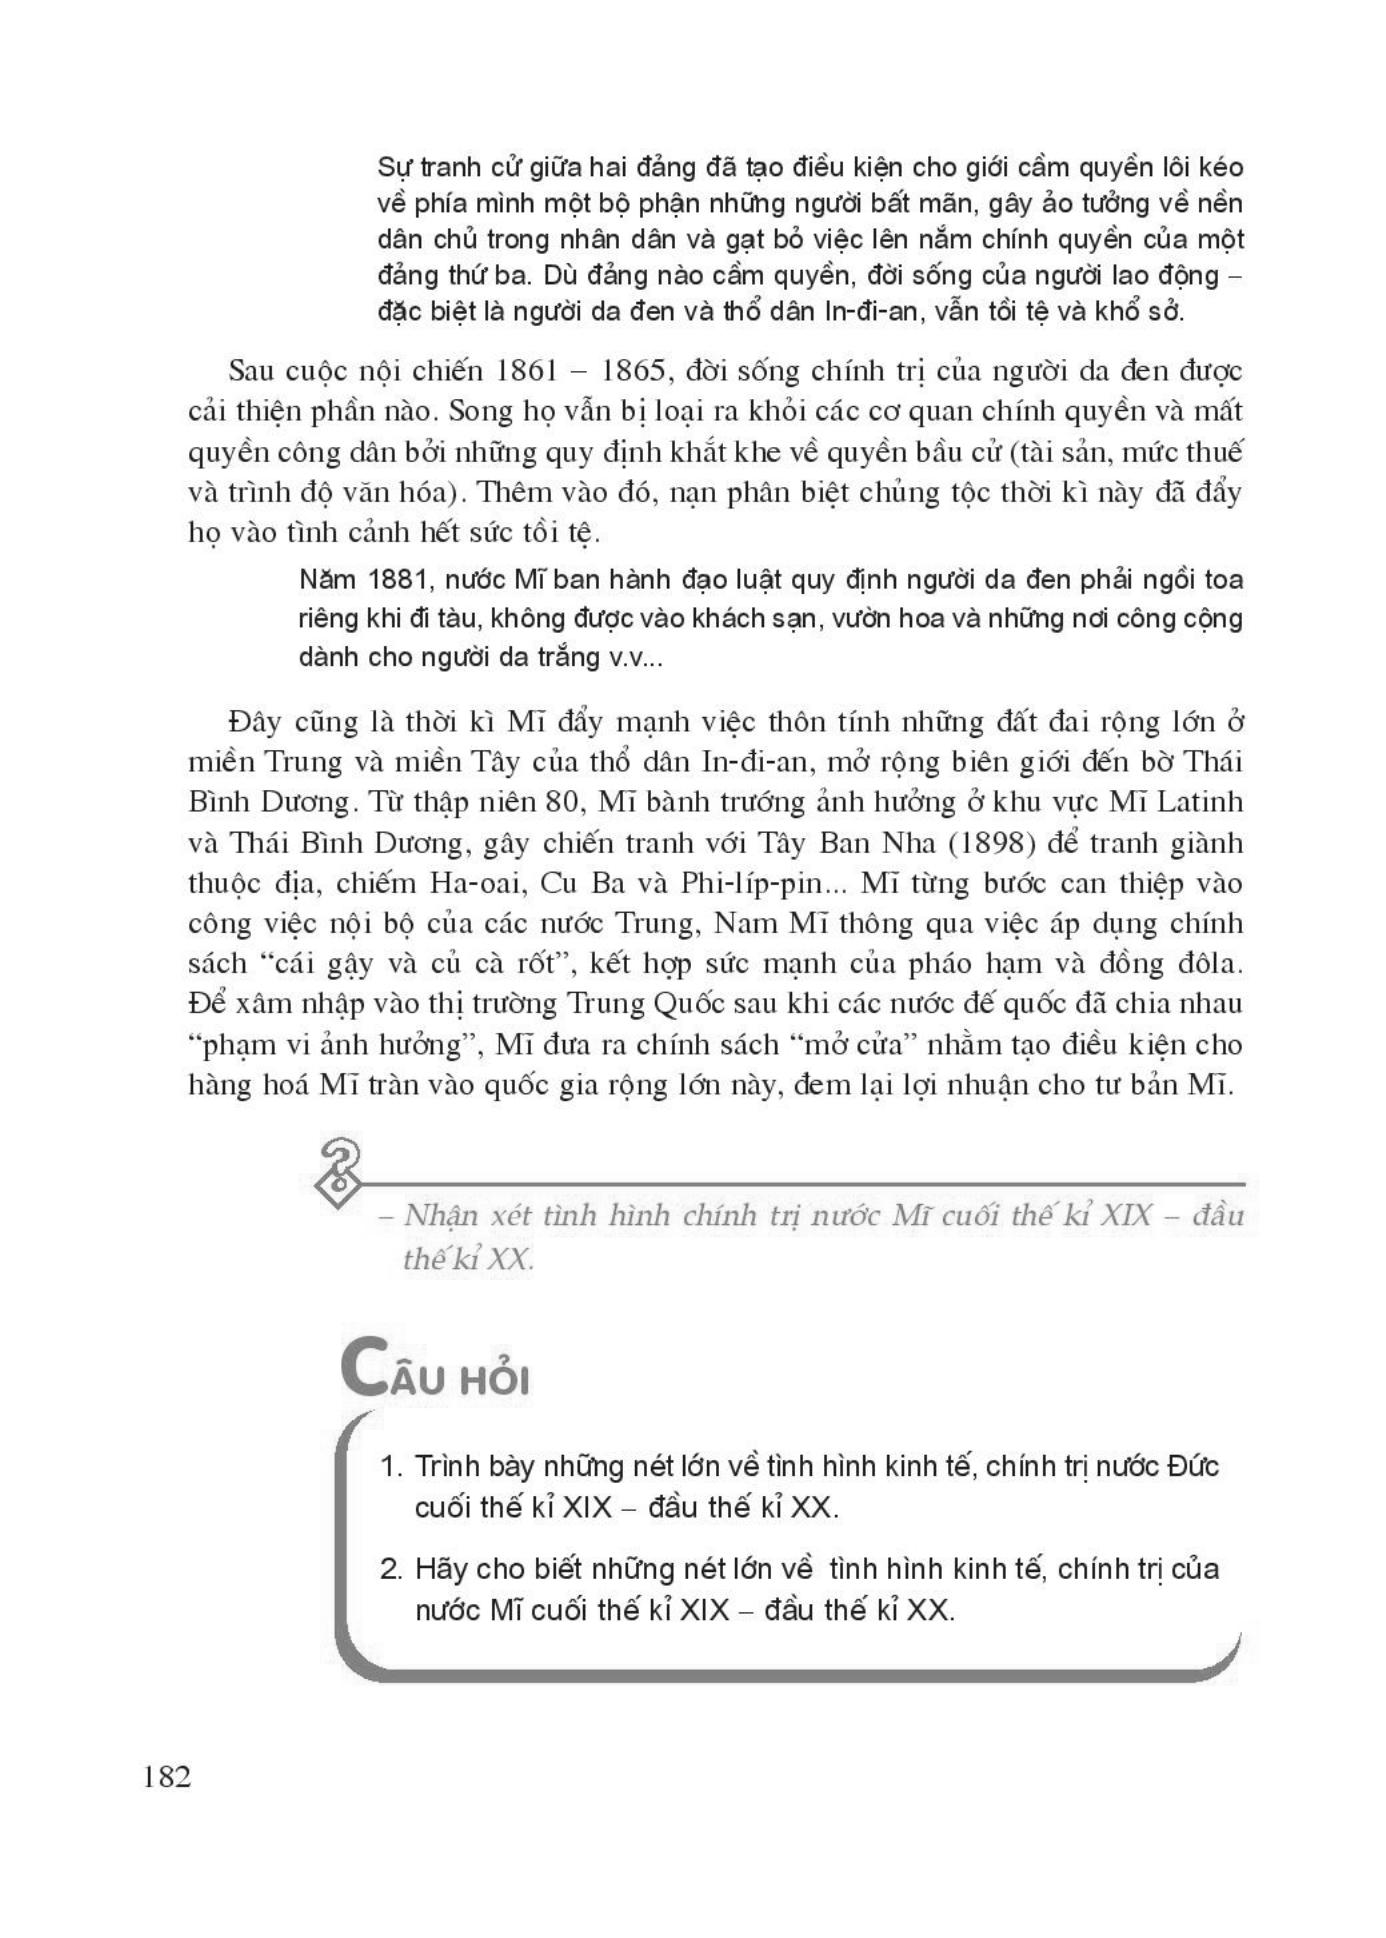 Sự tranh cử giữa hai đảng đã tạo điều kiện cho giới cầm quyền lôi kéo
về phía mình một bộ phận những người bất mãn, gây ảo tưởng về nền
dân chủ trong nhân dân và gạt bỏ việc lên nắm chính quyền của một
đảng thứ ba. Dù đảng nào cầm quyền, đời sống của người lao động –
đặc biệt là người da đen và thổ dân In-đi-an, vẫn tồi tệ và khổ sở.
Sau cuộc nội chiến 1861 – 1865, đời sống chính trị của người da đen được
cải thiện phần nào. Song họ vẫn bị loại ra khỏi các cơ quan chính quyền và mất
quyền công dân bởi những quy định khắt khe về quyền bầu cử (tài sản, mức thuế
và trình độ văn hóa). Thêm vào đó, nạn phân biệt chủng tộc thời kì này đã đẩy
họ vào tình cảnh hết sức tồi tệ.
Năm 1881, nước Mĩ ban hành đạo luật quy định người da đen phải ngồi toa
riêng khi đi tàu, không được vào khách sạn, vườn hoa và những nơi công cộng
dành cho người da trắng v.v...
Đây cũng là thời kì Mĩ đẩy mạnh việc thôn tính những đất đai rộng lớn ở
miền Trung và miền Tây của thổ dân In-đi-an, mở rộng biên giới đến bờ Thái
Bình Dương. Từ thập niên 80, Mĩ bành trướng ảnh hưởng ở khu vực Mĩ Latinh
và Thái Bình Dương, gây chiến tranh với Tây Ban Nha (1898) để tranh giành
thuộc địa, chiếm Ha-oai, Cu Ba và Phi-líp-pin... Mĩ từng bước can thiệp vào
công việc nội bộ của các nước Trung, Nam Mĩ thông qua việc áp dụng chính
sách “cái gậy và củ cà rốt”, kết hợp sức mạnh của pháo hạm và đồng đôla.
Để xâm nhập vào thị trường Trung Quốc sau khi các nước đế quốc đã chia nhau
“phạm vi ảnh hưởng”, Mĩ đưa ra chính sách “mở cửa” nhằm tạo điều kiện cho
hàng hoá Mĩ tràn vào quốc gia rộng lớn này, đem lại lợi nhuận cho tư bản Mĩ.
?
– Nhận xét tình hình chính trị nước Mĩ cuối thế kỉ XIX – đầu
thế kỉ XX.
CÂU HỎI
1. Trình bày những nét lớn về tình hình kinh tế, chính trị nước Đức
cuối thế kỉ XIX – đầu thế kỉ XX.
2. Hãy cho biết những nét lớn về tình hình kinh tế, chính trị của
nước Mĩ cuối thế kỉ XIX – đầu thế kỉ XX.
182